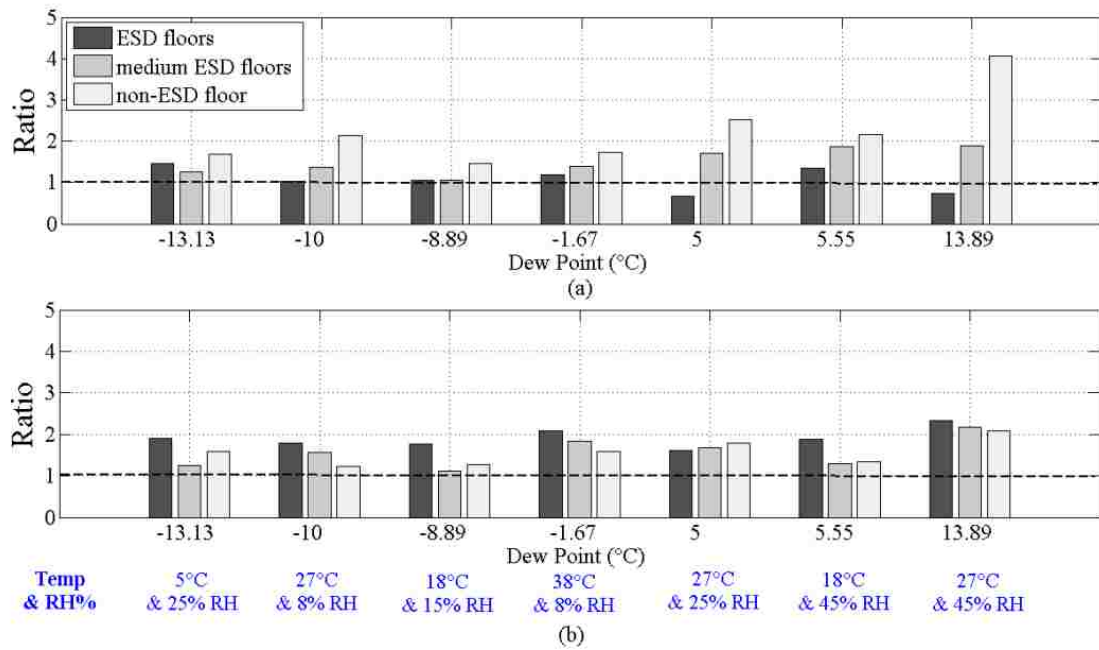 5
4
3
2
1
0
Ratio
ESD floors
medium ESD floors
non-ESD floor
-13.13 -10 -8.89 -1.67 5 5.55 13.89
Dew Point (°C)
(a)
5
4
3
2
1
0
Ratio
-13.13 -10 -8.89 -1.67 5 5.55 13.89
Dew Point (°C)
Temp 5°C 27°C 18°C 38°C 27°C 18°C 27°C
& RH% & 25% RH & 8% RH & 15% RH & 8% RH & 25% RH & 45% RH & 45% RH
(b)